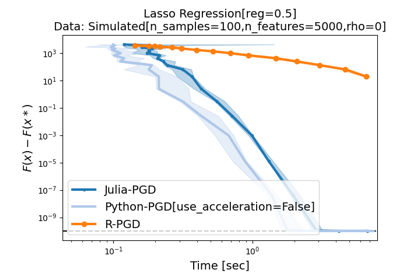 Lasso Regression[reg=0.5]
Data: Simulated[n_samples=100,n_features=5000,rho=0]
F(x) − F(x*)
10³
10¹
10⁻¹
10⁻³
10⁻⁵
10⁻⁷
10⁻⁹
Julia-PGD
Python-PGD[use_acceleration=False]
R-PGD
10⁻¹
10⁰
Time [sec]